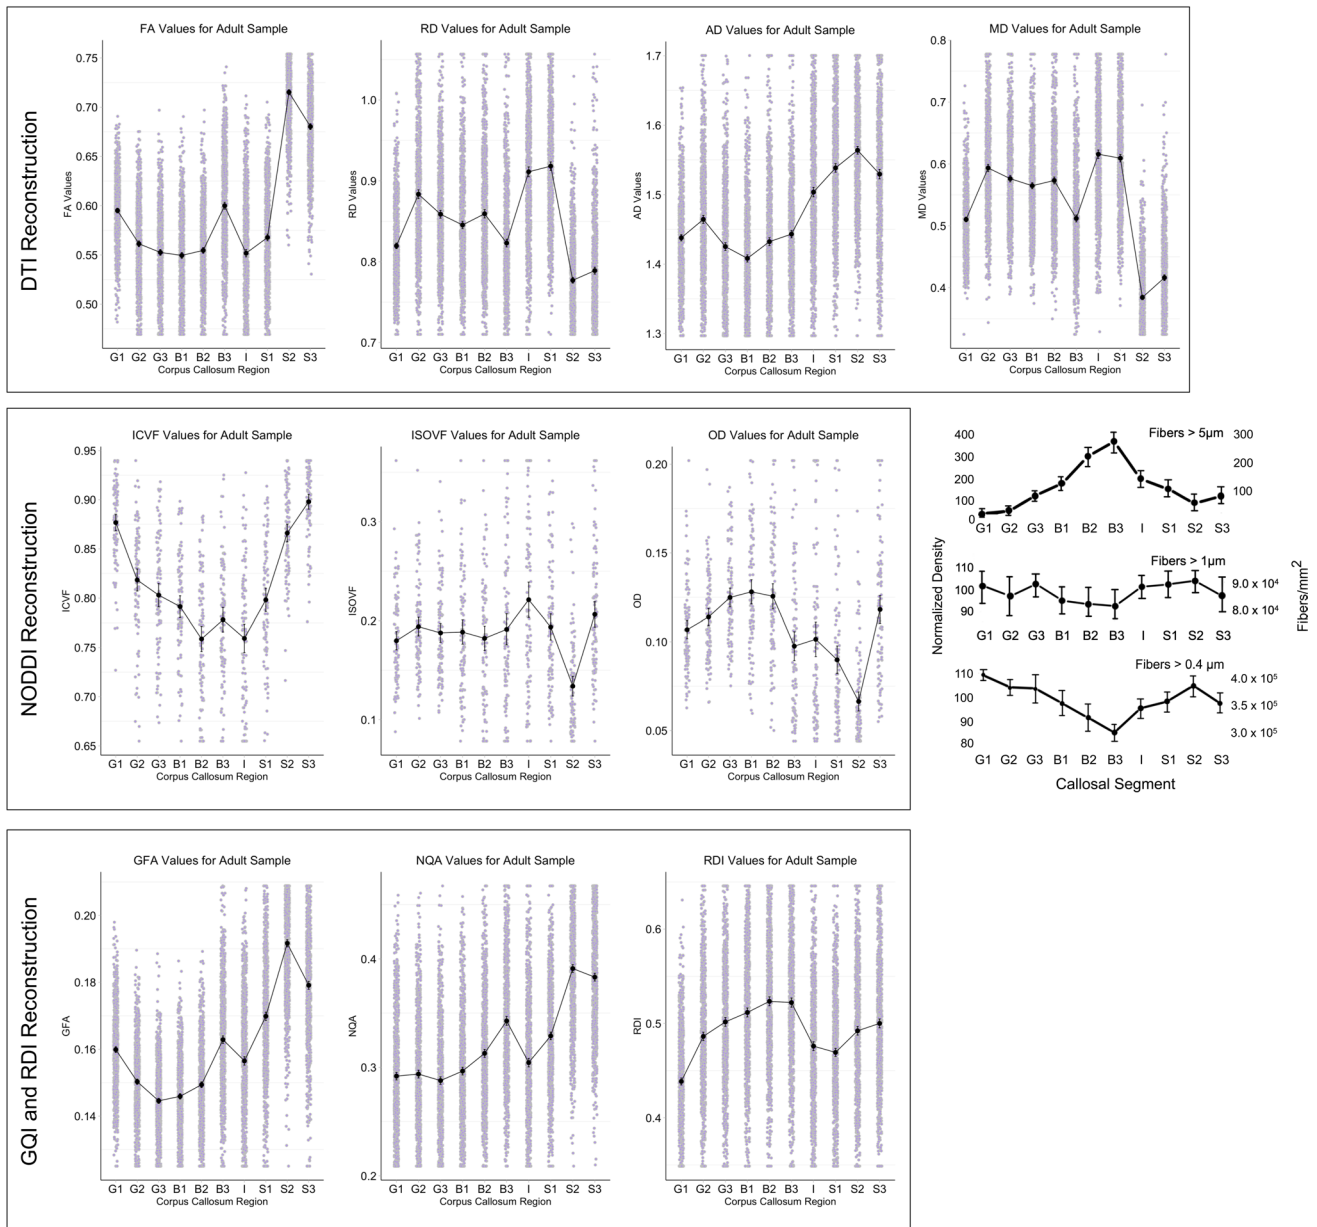 DTI Reconstruction
FA Values for Adult Sample
FA Values
0.75
0.70
0.65
0.60
0.55
0.50
G1 G2 G3 B1 B2 B3 I S1 S2 S3
Corpus Callosum Region
RD Values for Adult Sample
RD Values
1.0
0.9
0.8
0.7
G1 G2 G3 B1 B2 B3 I S1 S2 S3
Corpus Callosum Region
AD Values for Adult Sample
AD Values
1.7
1.6
1.5
1.4
1.3
G1 G2 G3 B1 B2 B3 I S1 S2 S3
Corpus Callosum Region
MD Values for Adult Sample
MD Values
0.8
0.7
0.6
0.5
0.4
G1 G2 G3 B1 B2 B3 I S1 S2 S3
Corpus Callosum Region
NODDI Reconstruction
ICVF Values for Adult Sample
ICVF
0.95
0.90
0.85
0.80
0.75
0.70
0.65
G1 G2 G3 B1 B2 B3 I S1 S2 S3
Corpus Callosum Region
ISOVF Values for Adult Sample
ISOVF
0.3
0.2
0.1
G1 G2 G3 B1 B2 B3 I S1 S2 S3
Corpus Callosum Region
OD Values for Adult Sample
OD
0.20
0.15
0.10
0.05
G1 G2 G3 B1 B2 B3 I S1 S2 S3
Corpus Callosum Region
Normalized Density
Fibers/mm²
Fibers > 5µm
400
300
200
100
0
300
200
100
G1 G2 G3 B1 B2 B3 I S1 S2 S3
Fibers > 1µm
110
100
90
9.0 x 10⁴
8.0 x 10⁴
G1 G2 G3 B1 B2 B3 I S1 S2 S3
Fibers > 0.4 µm
110
100
90
80
4.0 x 10⁵
3.5 x 10⁵
3.0 x 10⁵
G1 G2 G3 B1 B2 B3 I S1 S2 S3
Callosal Segment
GQI and RDI Reconstruction
GFA Values for Adult Sample
GFA
0.20
0.18
0.16
0.14
G1 G2 G3 B1 B2 B3 I S1 S2 S3
Corpus Callosum Region
NQA Values for Adult Sample
NQA
0.4
0.3
0.2
G1 G2 G3 B1 B2 B3 I S1 S2 S3
Corpus Callosum Region
RDI Values for Adult Sample
RDI
0.6
0.5
0.4
G1 G2 G3 B1 B2 B3 I S1 S2 S3
Corpus Callosum Region